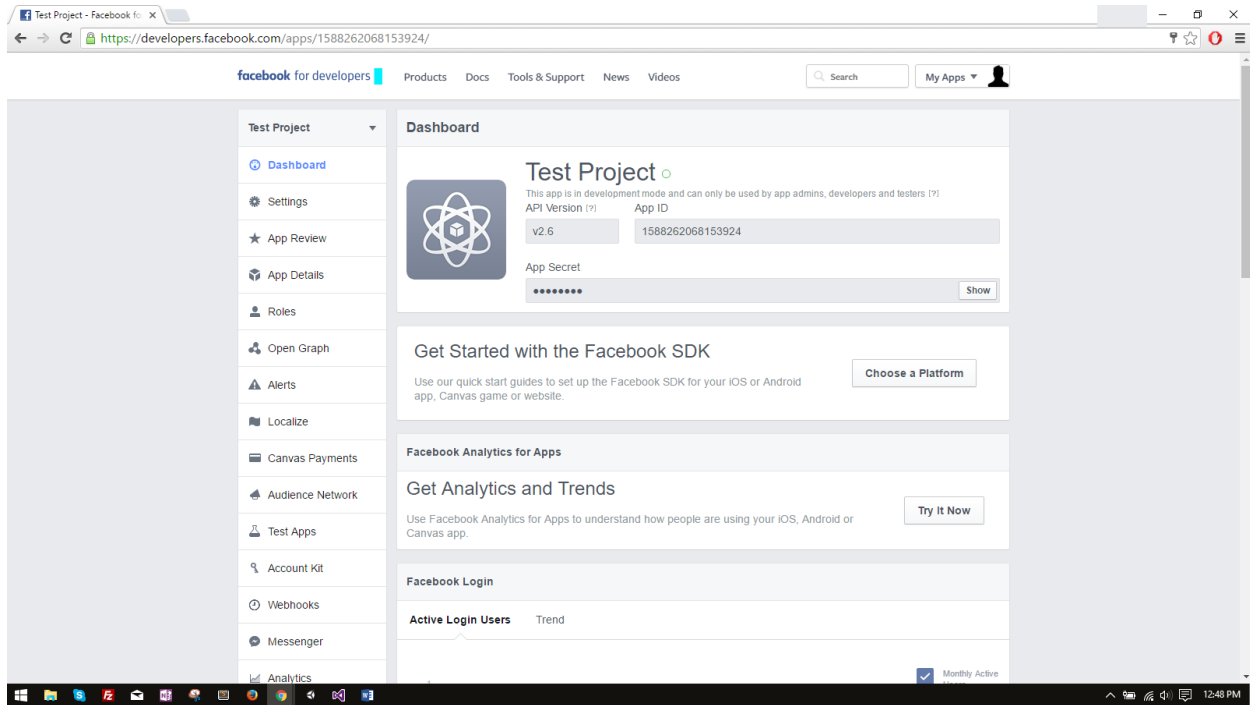 Test Project - Facebook fo
https://developers.facebook.com/apps/1588262068153924/
facebook for developers
Products Docs Tools & Support News Videos
Search
My Apps
Test Project
Dashboard
Settings
App Review
App Details
Roles
Open Graph
Alerts
Localize
Canvas Payments
Audience Network
Test Apps
Account Kit
Webhooks
Messenger
Analytics
Dashboard
Test Project
This app is in development mode and can only be used by app admins, developers and testers [?]
API Version [?] App ID
v2.6 1588262068153924
App Secret
●●●●●●●● Show
Get Started with the Facebook SDK
Use our quick start guides to set up the Facebook SDK for your iOS or Android
app, Canvas game or website.
Choose a Platform
Facebook Analytics for Apps
Get Analytics and Trends
Use Facebook Analytics for Apps to understand how people are using your iOS, Android or
Canvas app.
Try It Now
Facebook Login
Active Login Users Trend
Monthly Active
12:48 PM